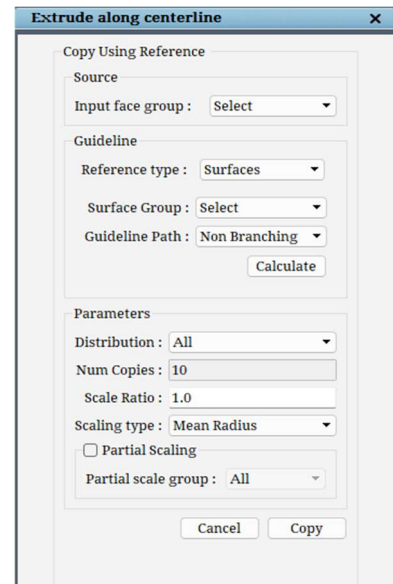 Extrude along centerline ×
Copy Using Reference
Source
Input face group : Select
Guideline
Reference type : Surfaces
Surface Group : Select
Guideline Path : Non Branching
Calculate
Parameters
Distribution : All
Num Copies : 10
Scale Ratio : 1.0
Scaling type : Mean Radius
Partial Scaling
Partial scale group : All
Cancel Copy